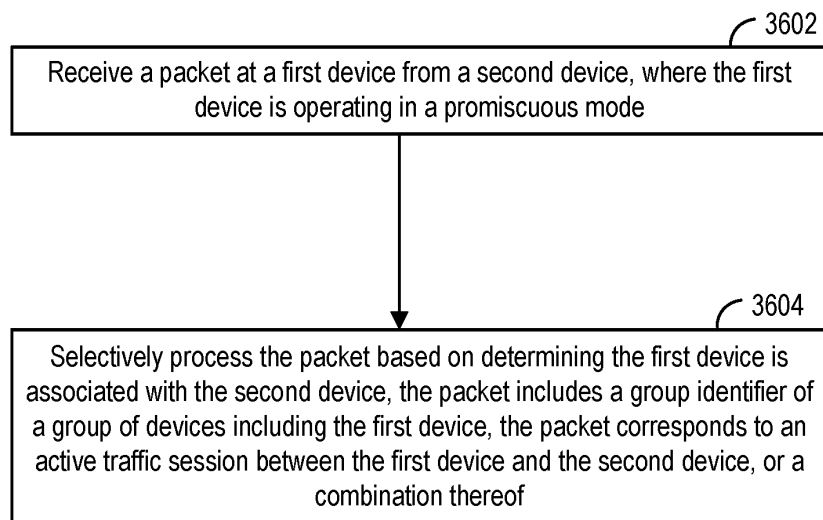 3602
Receive a packet at a first device from a second device, where the first
device is operating in a promiscuous mode
3604
Selectively process the packet based on determining the first device is
associated with the second device, the packet includes a group identifier of
a group of devices including the first device, the packet corresponds to an
active traffic session between the first device and the second device, or a
combination thereof